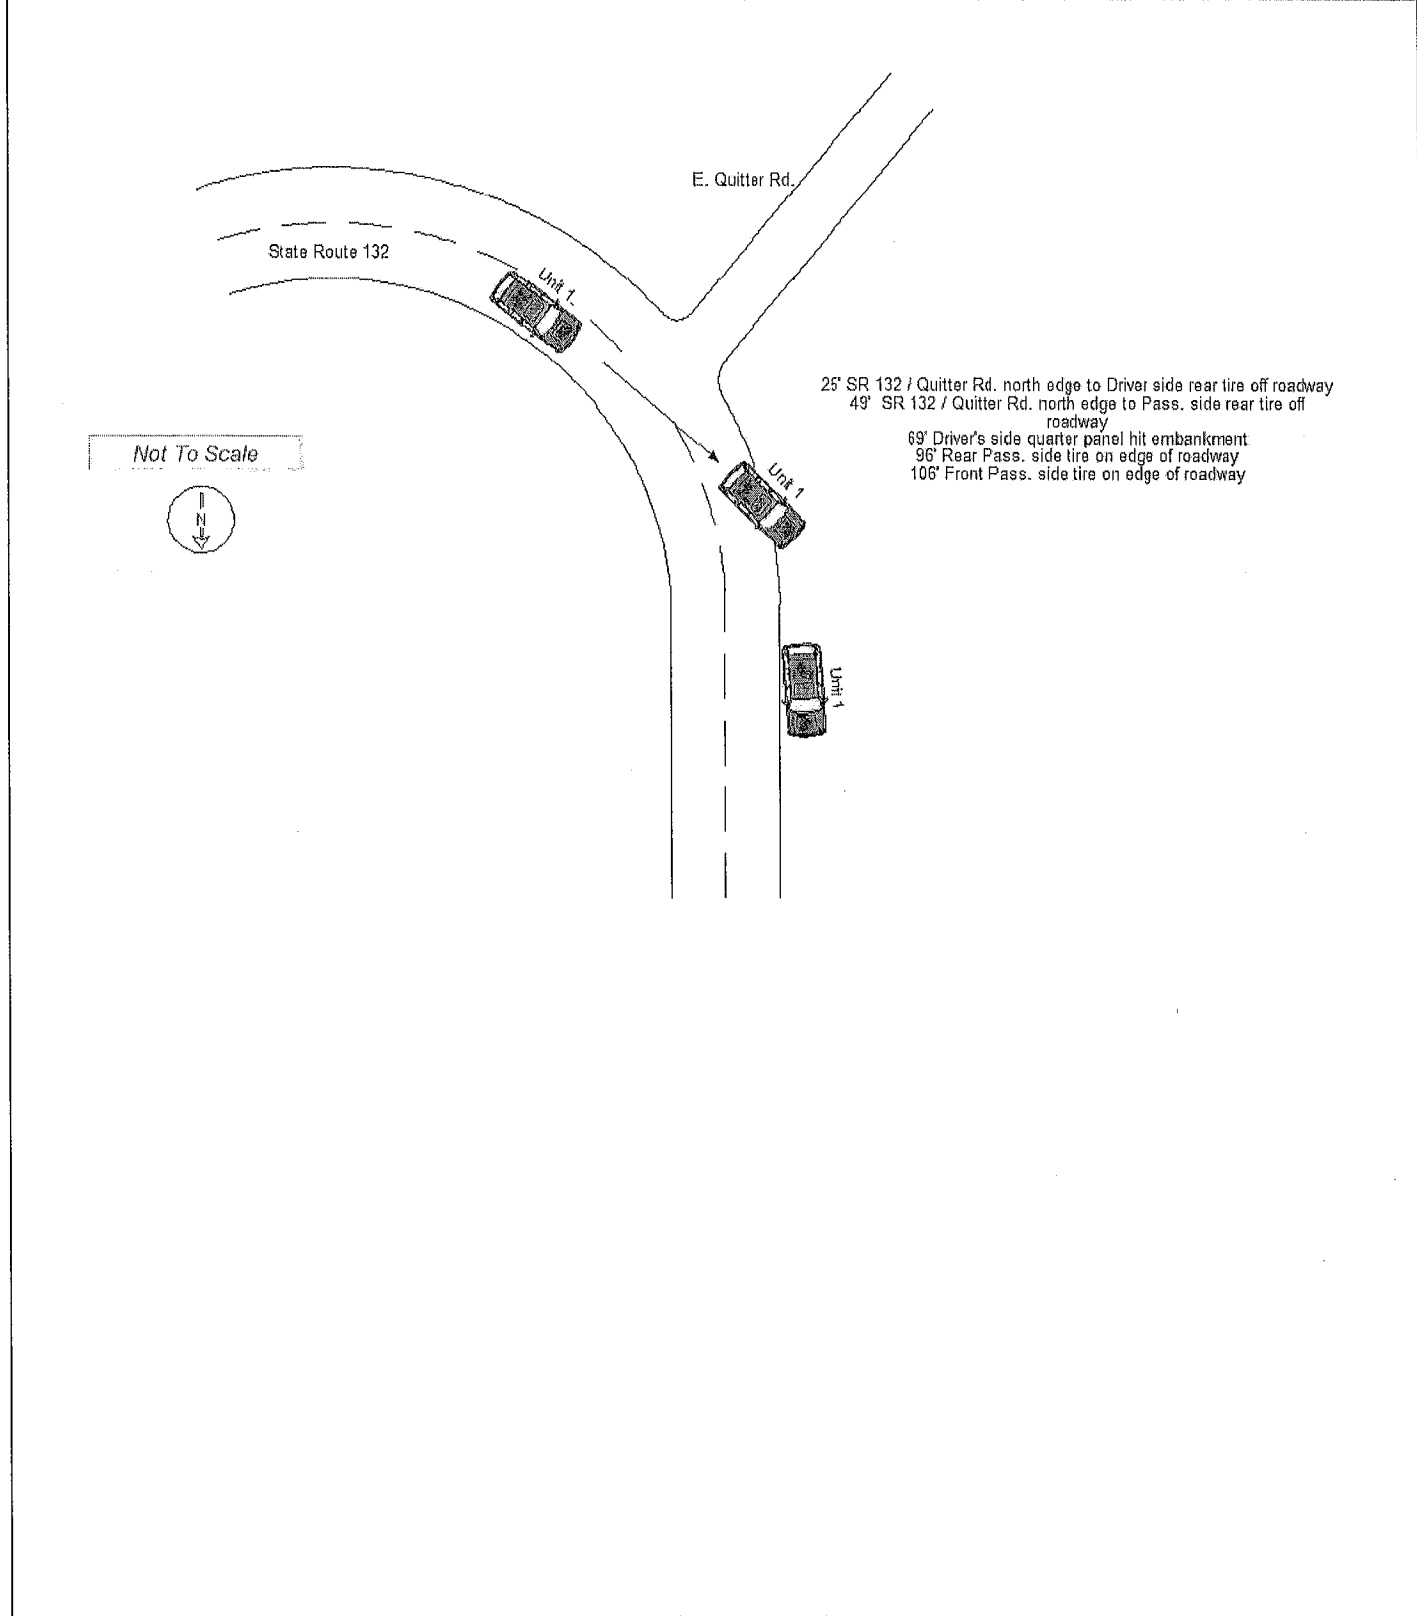 E. Quitter Rd.
State Route 132
Unit 1
25' SR 132 / Quitter Rd. north edge to Driver side rear tire off roadway
49' SR 132 / Quitter Rd. north edge to Pass. side rear tire off
roadway
69' Driver's side quarter panel hit embankment
96' Rear Pass. side tire on edge of roadway
106' Front Pass. side tire on edge of roadway
Not To Scale
Unit 1
N
Unit 1